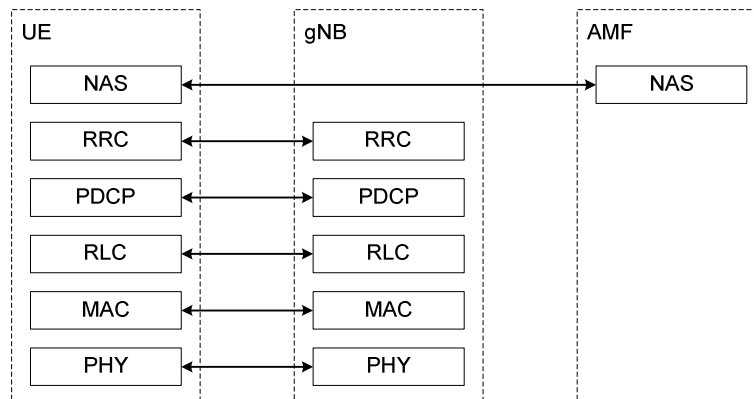 UE gNB AMF
NAS NAS
RRC RRC
PDCP PDCP
RLC RLC
MAC MAC
PHY PHY